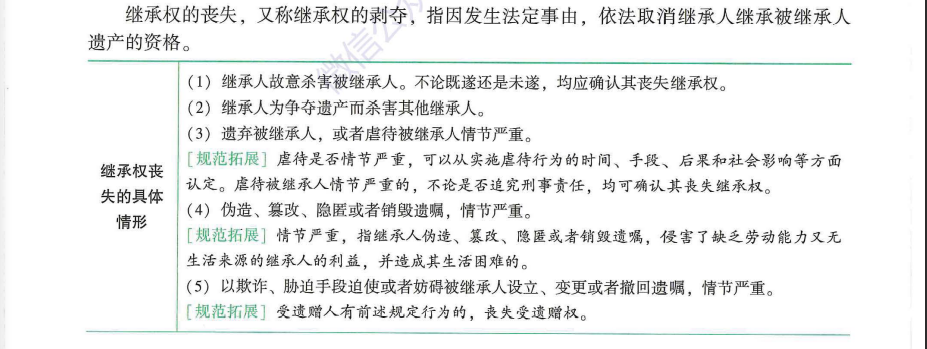 继承权的丧失，又称继承权的剥夺，指因发生法定事由，依法取消继承人继承被继承人
遗产的资格。
继承权丧
失的具体
情形
(1) 继承人故意杀害被继承人。不论既遂还是未遂，均应确认其丧失继承权。
(2) 继承人为争夺遗产而杀害其他继承人。
(3) 遗弃被继承人，或者虐待被继承人情节严重。
[规范拓展] 虐待是否情节严重，可以从实施虐待行为的时间、手段、后果和社会影响等方面
认定。虐待被继承人情节严重的，不论是否追究刑事责任，均可确认其丧失继承权。
(4) 伪造、篡改、隐匿或者销毁遗嘱，情节严重。
[规范拓展] 情节严重，指继承人伪造、篡改、隐匿或者销毁遗嘱，侵害了缺乏劳动能力又无
生活来源的继承人的利益，并造成其生活困难的。
(5) 以欺诈、胁迫手段迫使或者妨碍被继承人设立、变更或者撤回遗嘱，情节严重。
[规范拓展] 受遗赠人有前述规定行为的，丧失受遗赠权。
微信公